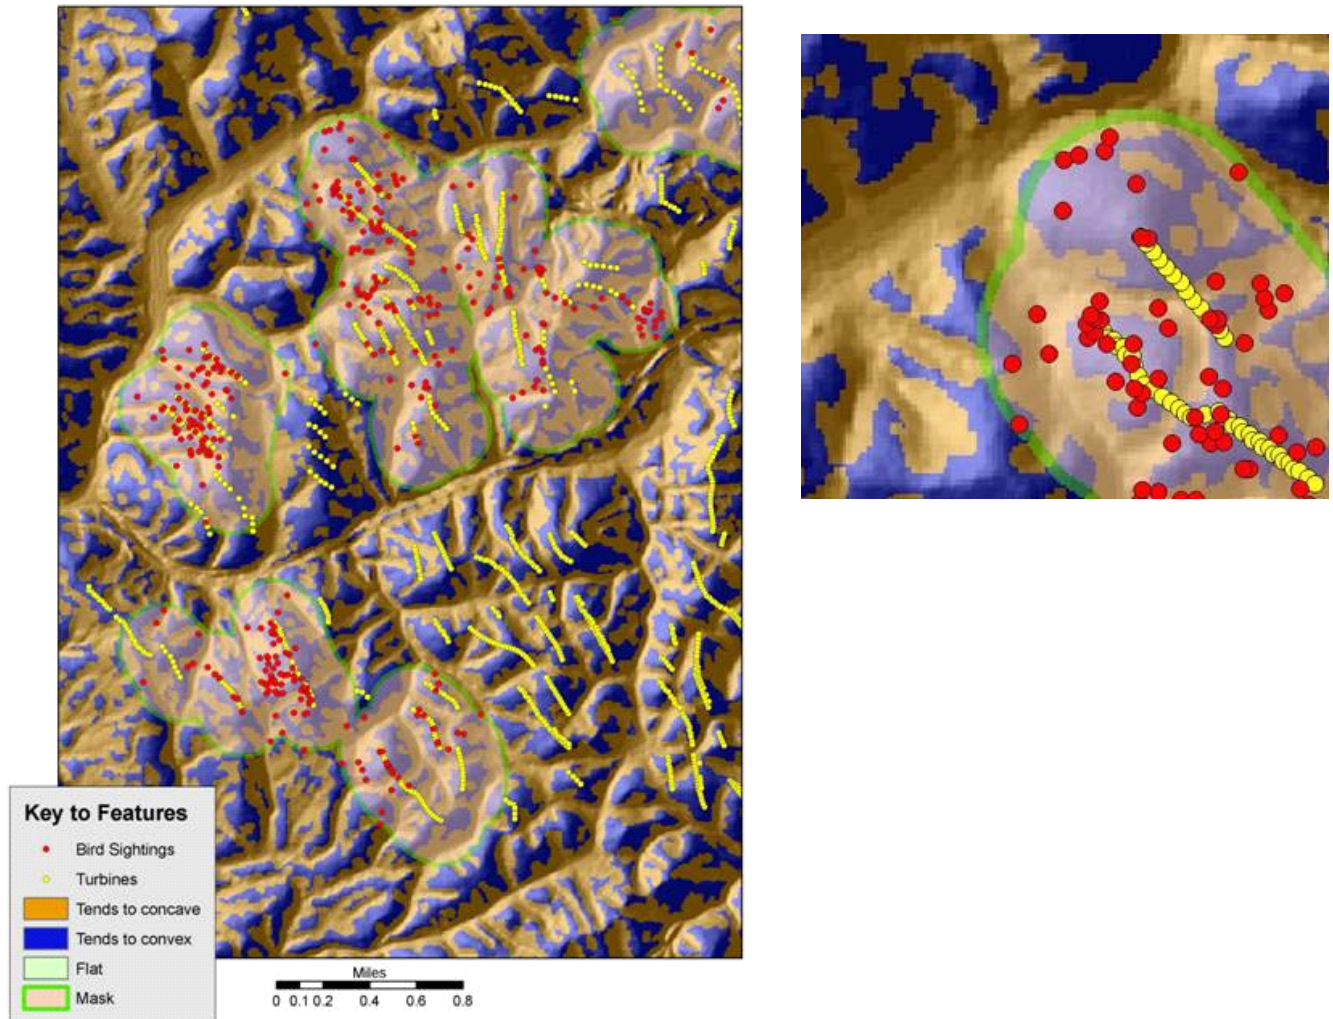 Key to Features
Bird Sightings
Turbines
Tends to concave
Tends to convex
Flat
Mask
Miles
0 0.1 0.2 0.4 0.6 0.8